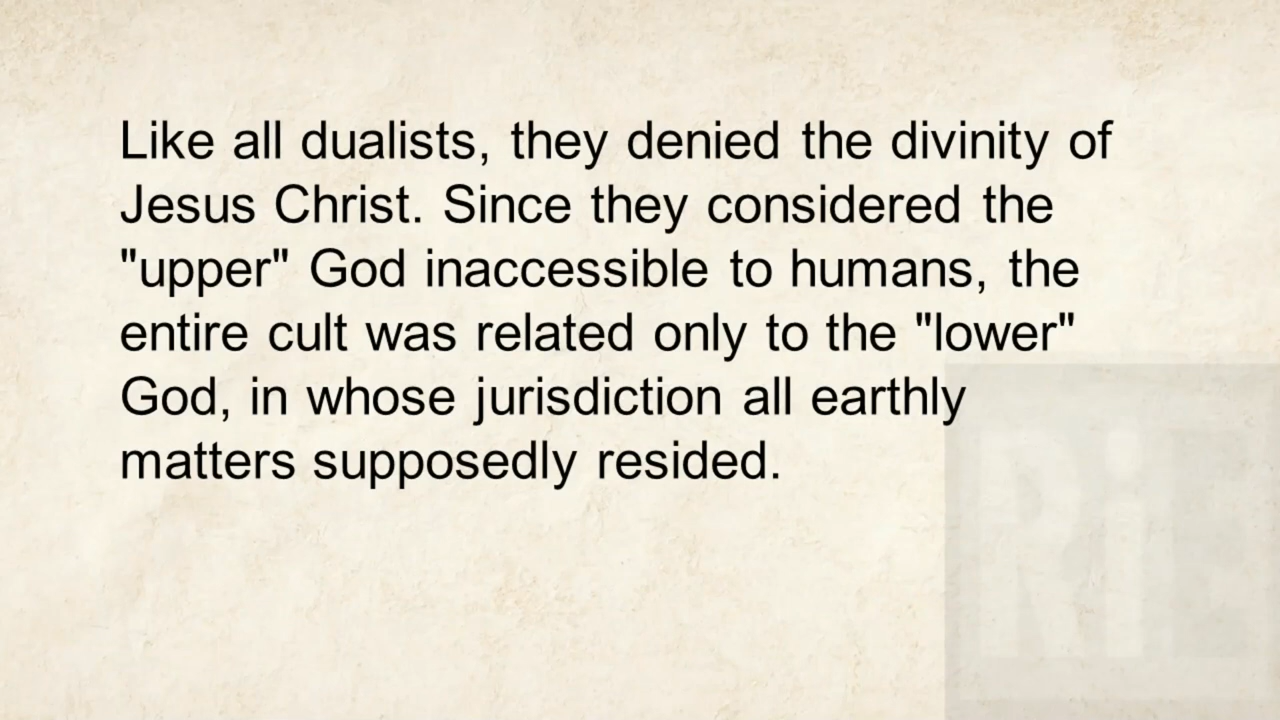 Like all dualists, they denied the divinity of
Jesus Christ. Since they considered the
"upper" God inaccessible to humans, the
entire cult was related only to the "lower"
God, in whose jurisdiction all earthly
matters supposedly resided.